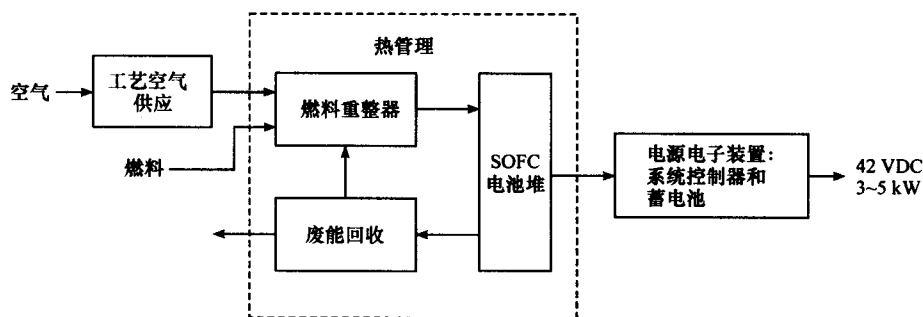 热管理
空气
工艺空气
供应
燃料重整器
燃料
SOFC
电池堆
电源电子装置:
系统控制器和
蓄电池
42 VDC
3~5 kW
废能回收